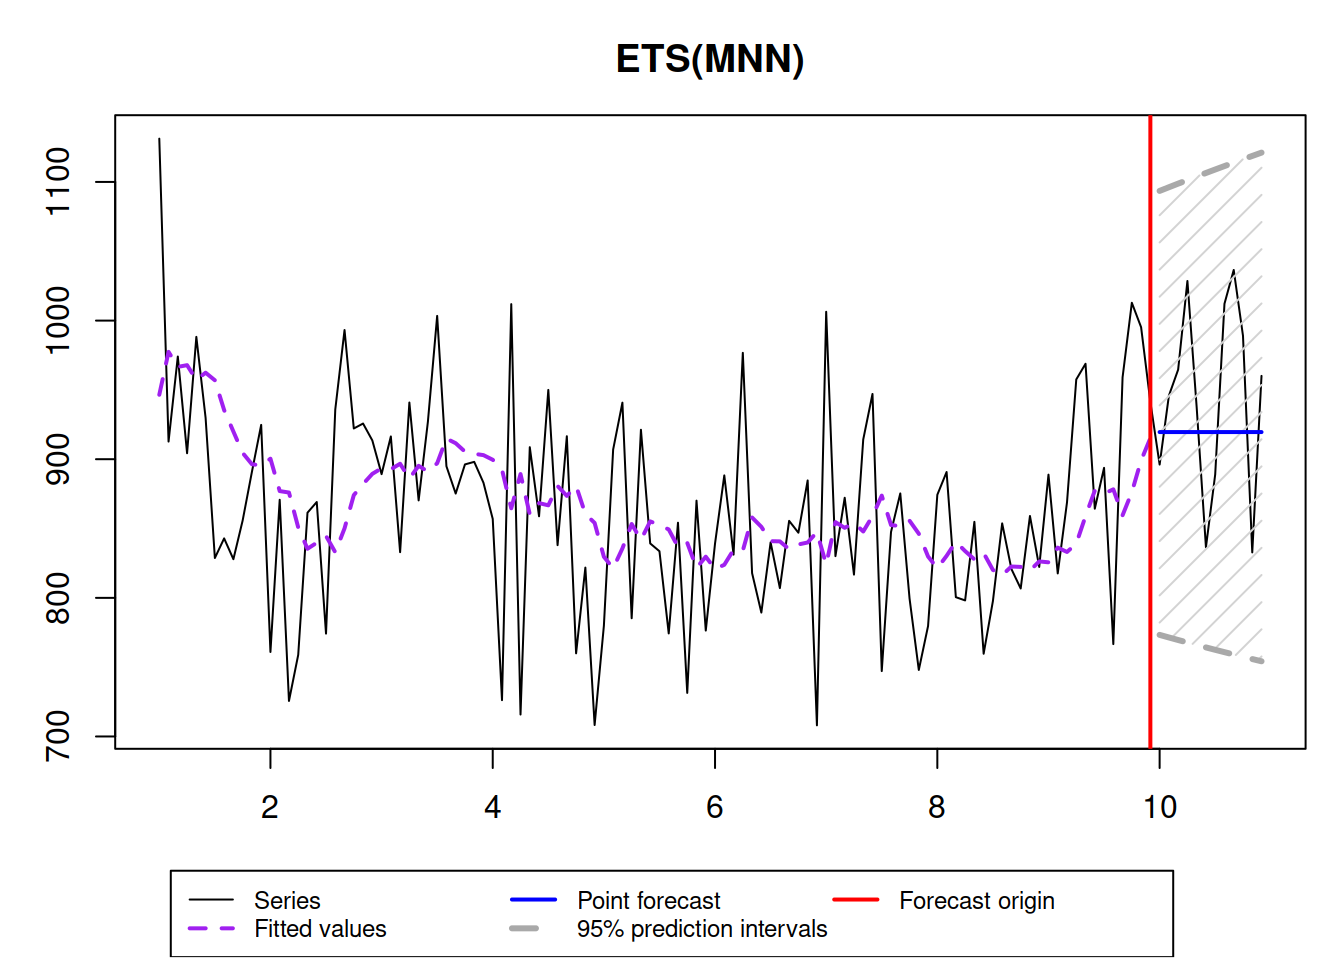 ETS(MNN)
1100
1000
900
800
700
2 4 6 8 10
Series Point forecast Forecast origin
Fitted values 95% prediction intervals